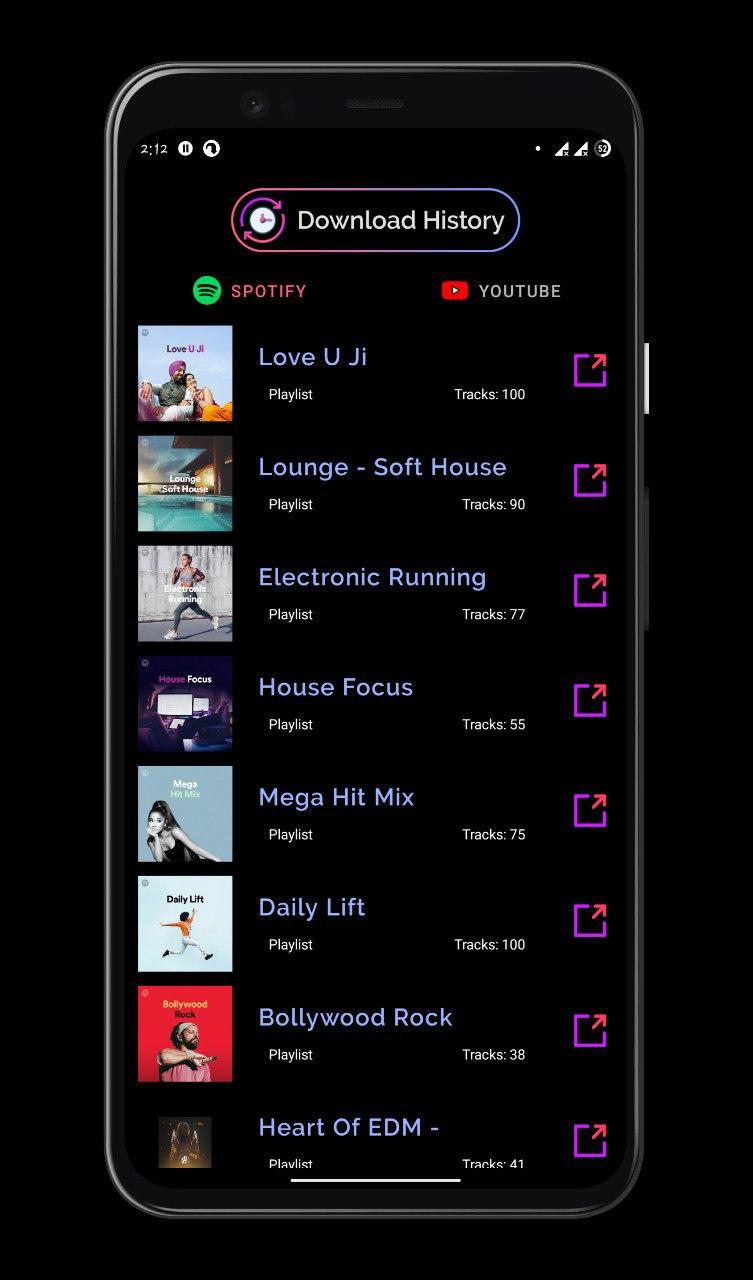 2:12
52
Download History
SPOTIFY
YOUTUBE
Love U Ji
Love U Ji
Playlist
Tracks: 100
Lounge
Soft House
Lounge - Soft House
Playlist
Tracks: 90
Electronic
Running
Electronic Running
Playlist
Tracks: 77
House Focus
House Focus
Playlist
Tracks: 55
Mega
Hit Mix
Mega Hit Mix
Playlist
Tracks: 75
Daily Lift
Daily Lift
Playlist
Tracks: 100
Bollywood
Rock
Bollywood Rock
Playlist
Tracks: 38
Heart Of EDM -
Playlist
Tracks: 41